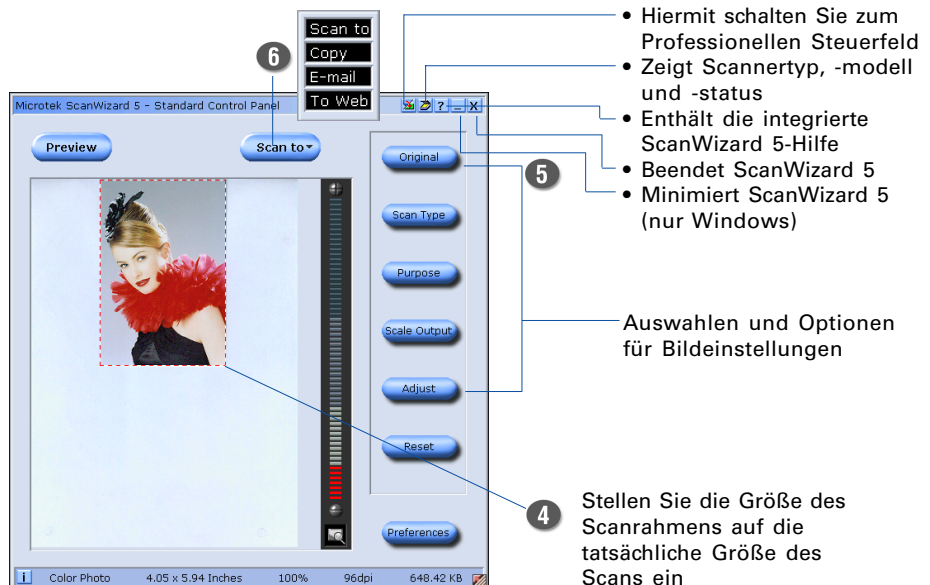 Scan to
Copy
E-mail
To Web
6
• Hiermit schalten Sie zum
Professionellen Steuerfeld
• Zeigt Scannertyp, -modell
und -status
• Enthält die integrierte
ScanWizard 5-Hilfe
• Beendet ScanWizard 5
• Minimiert ScanWizard 5
(nur Windows)
Microtek ScanWizard 5 - Standard Control Panel
? _ X
Preview
Scan to
Original
5
Scan Type
Purpose
Scale Output
Auswahlen und Optionen
für Bildeinstellungen
Adjust
Reset
4
Stellen Sie die Größe des
Scanrahmens auf die
tatsächliche Größe des
Scans ein
Preferences
i Color Photo 4.05 x 5.94 Inches 100% 96dpi 648.42 KB